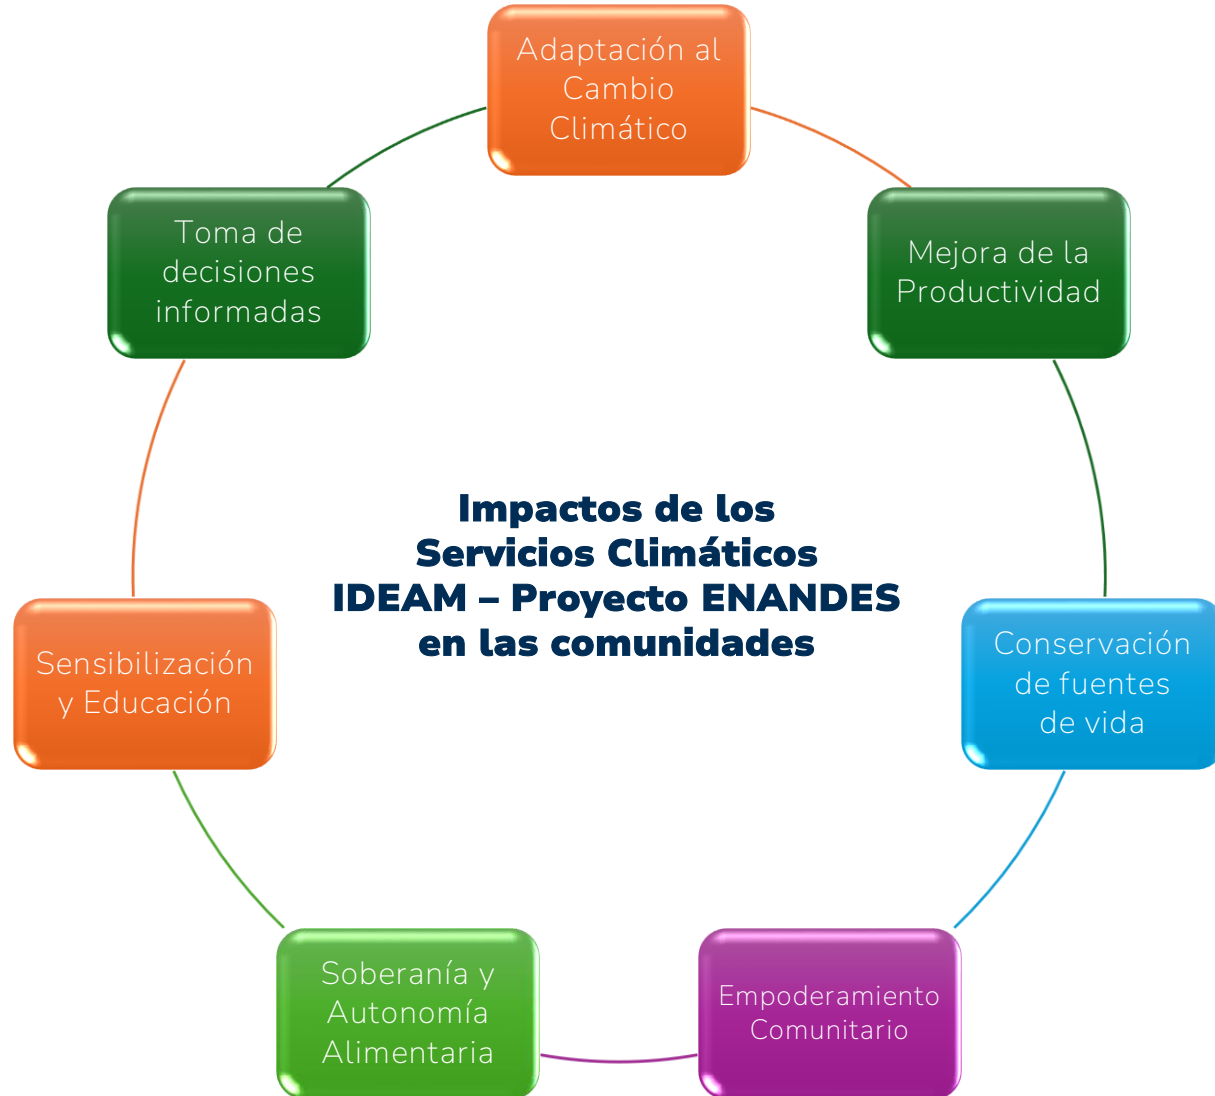 Adaptación al
Cambio
Climático
Mejora de la
Productividad
Conservación
de fuentes
de vida
Empoderamiento
Comunitario
Soberanía y
Autonomía
Alimentaria
Sensibilización
y Educación
Toma de
decisiones
informadas
Impactos de los
Servicios Climáticos
IDEAM – Proyecto ENANDES
en las comunidades